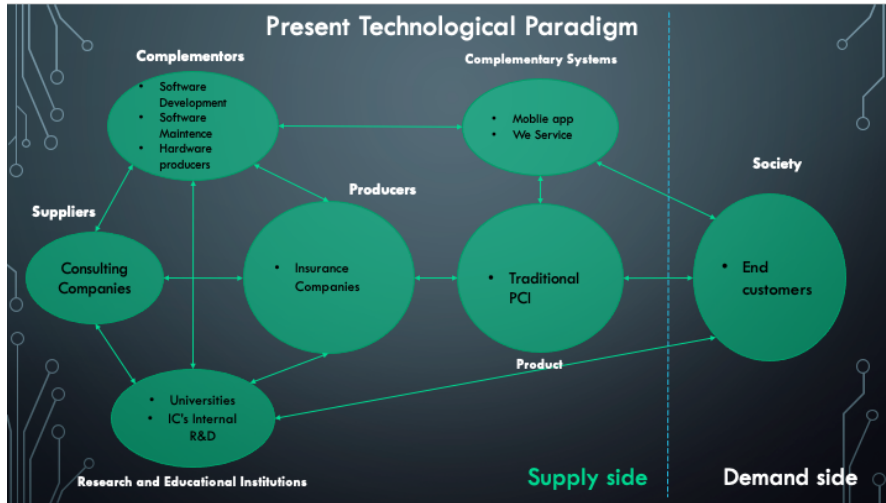 Present Technological Paradigm
Complementors
Complementary Systems
• Software
Development
• Software
Maintence
• Hardware
producers
• Mobile app
• We Service
Society
Producers
Suppliers
Consulting
Companies
• Insurance
Companies
• Traditional
PCI
• End
customers
Product
• Universities
• IC's Internal
R&D
Research and Educational Institutions
Supply side
Demand side